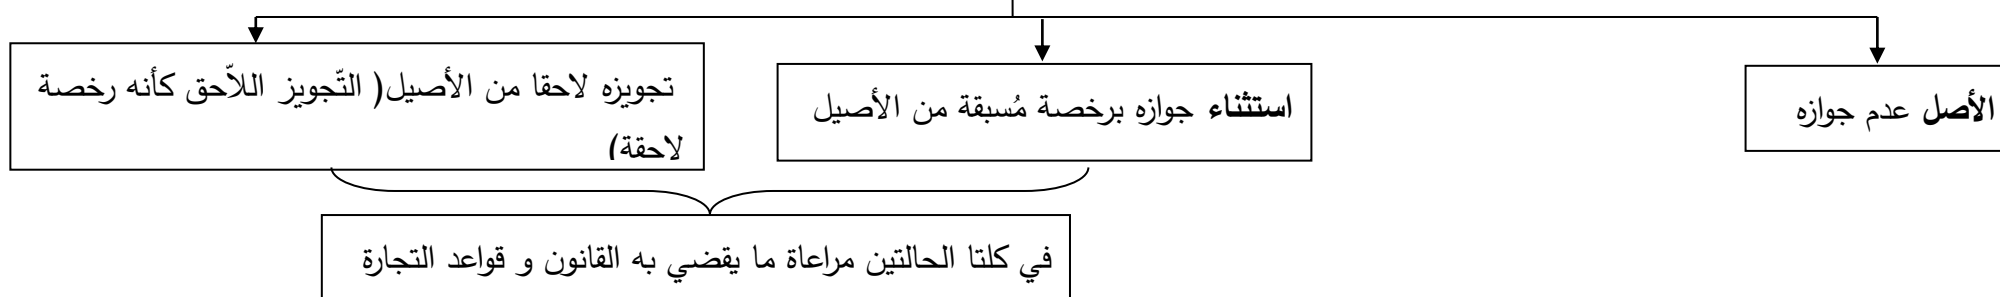 الأصل عدم جوازه
استثناء جوازه برخصة مُسبقة من الأصيل
تجويزه لاحقا من الأصيل( التّجويز اللاّحق كأنه رخصة
لاحقة)
في كلتا الحالتين مراعاة ما يقضي به القانون و قواعد التجارة